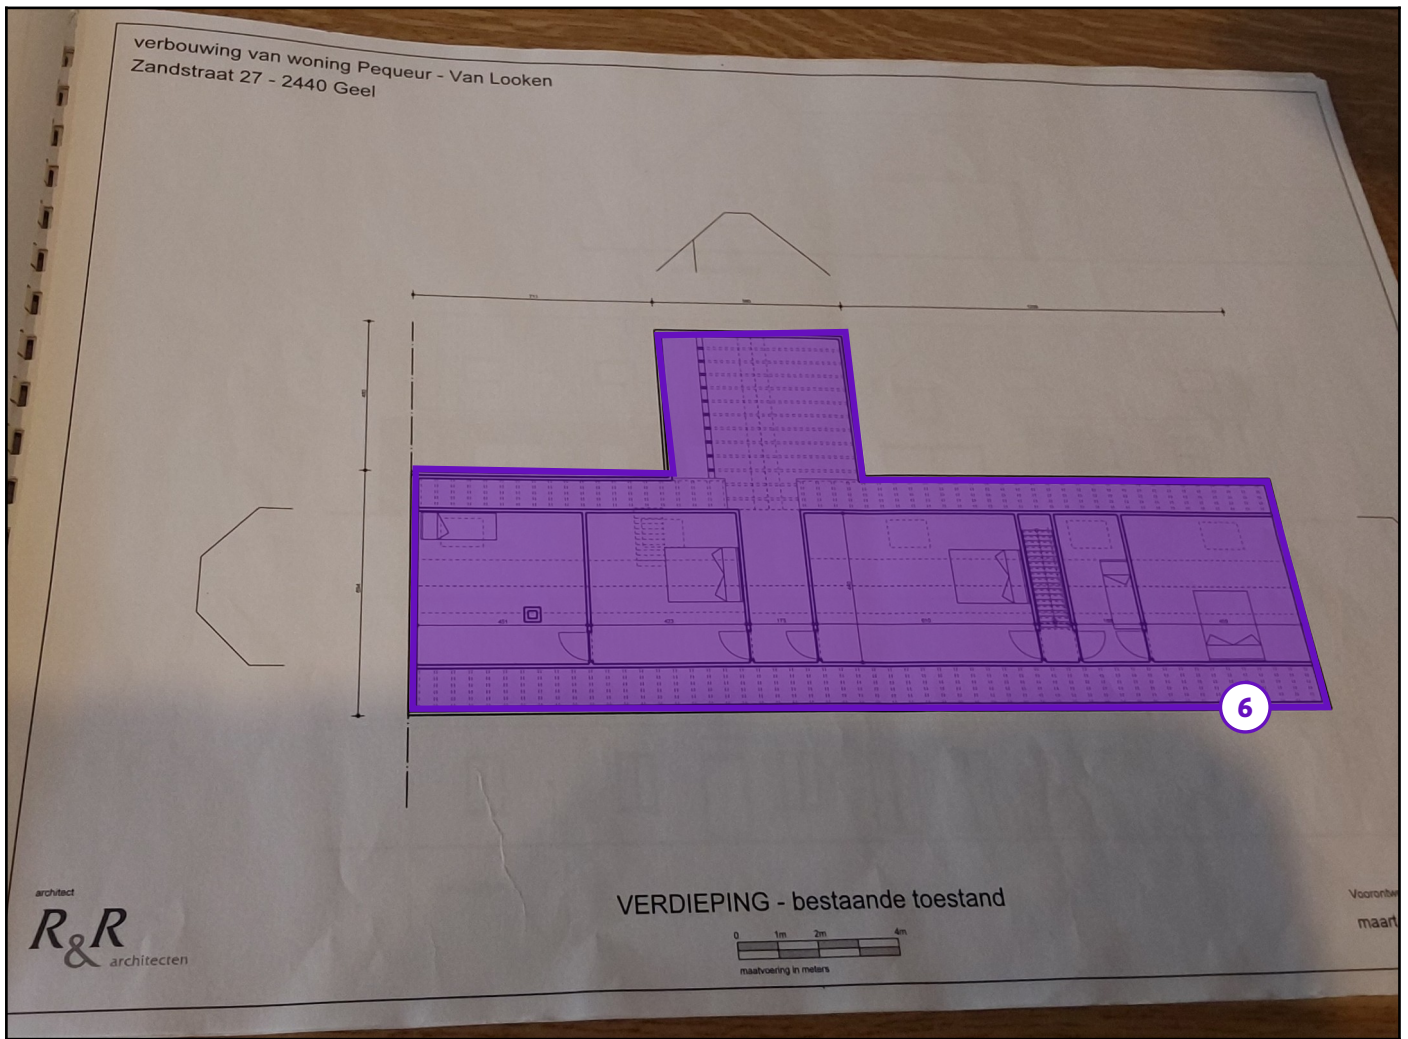 verbouwing van woning Pequeur - Van Looken
Zandstraat 27 - 2440 Geel
6
architect
R&R
architecten
VERDIEPING - bestaande toestand
0 1m 2m 4m
maatvoering in meters